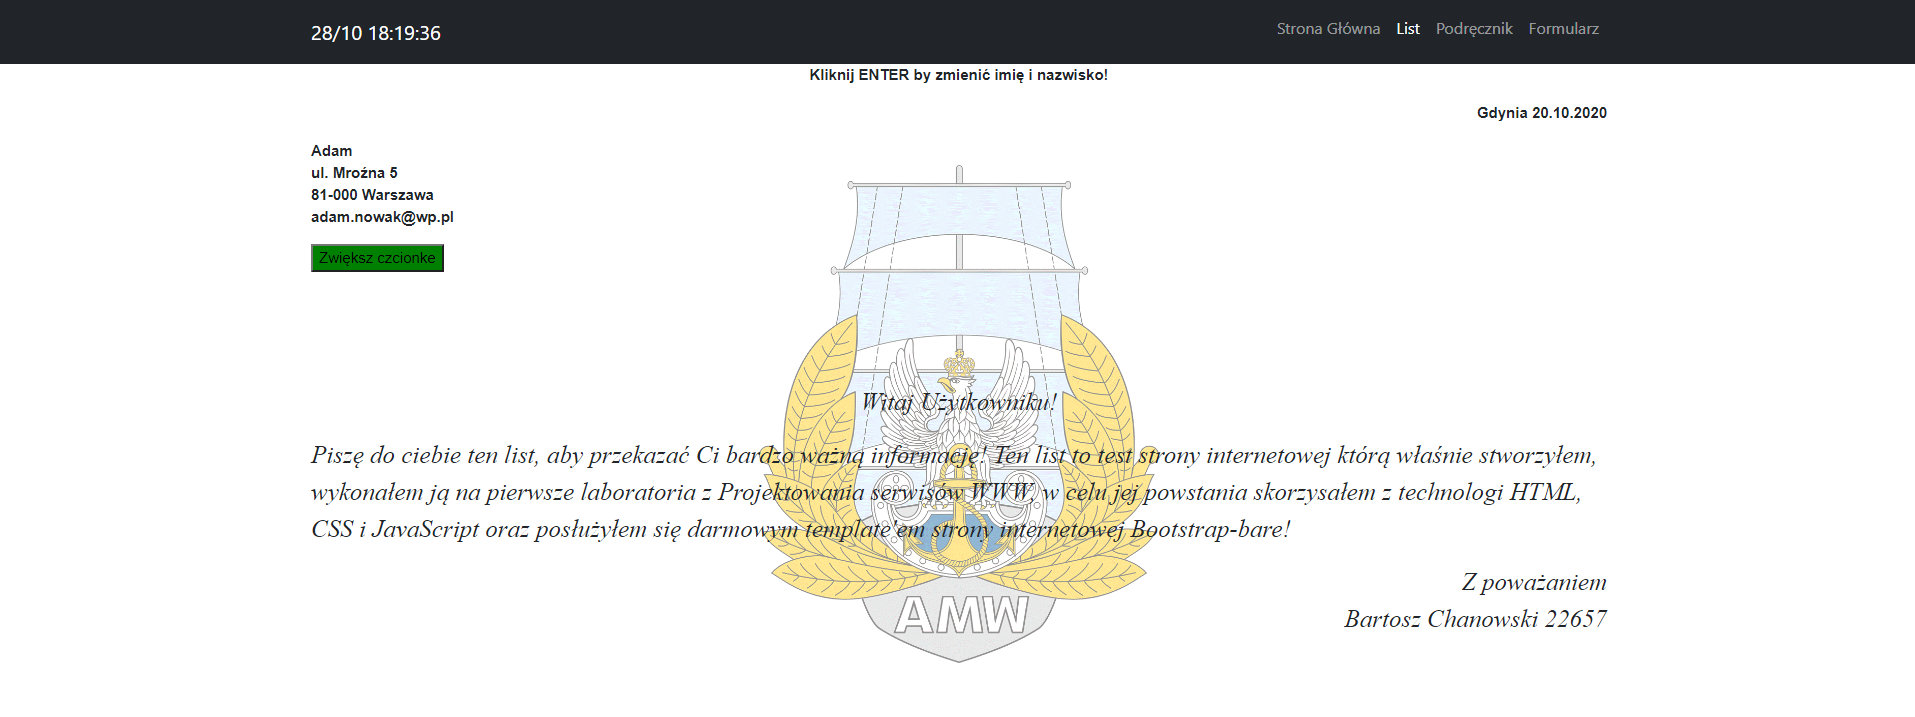 28/10 18:19:36
Strona Główna List Podręcznik Formularz
Kliknij ENTER by zmienić imię i nazwisko!
Gdynia 20.10.2020
Adam
ul. Mroźna 5
81-000 Warszawa
adam.nowak@wp.pl
Zwiększ czcionke
Witaj Użytkowniku!
Piszę do ciebie ten list, aby przekazać Ci bardzo ważną informację! Ten list to test strony internetowej którą właśnie stworzyłem,
wykonałem ją na pierwsze laboratoria z Projektowania serwisów WWW, w celu jej powstania skorzysałem z technologi HTML,
CSS i JavaScript oraz posłużyłem się darmowym template'em strony internetowej Bootstrap-bare!
Z poważaniem
Bartosz Chanowski 22657
AMW